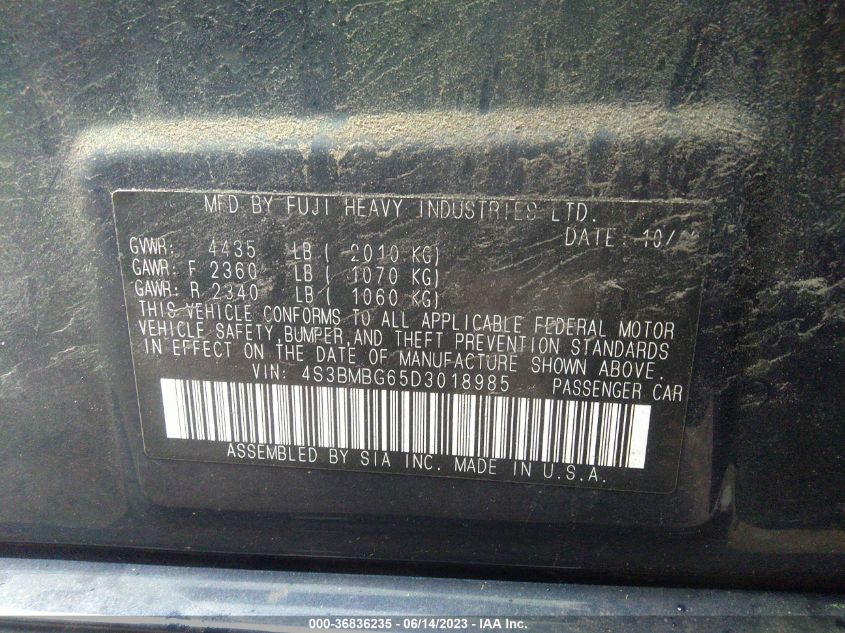 MFD BY FUJI HEAVY INDUSTRIES LTD.
DATE: 10/
GVWR: 4435 LB ( 2010 KG)
GAWR: F 2360 LB ( 1070 KG)
GAWR: R 2340 LB ( 1060 KG)
THIS VEHICLE CONFORMS TO ALL APPLICABLE FEDERAL MOTOR
VEHICLE SAFETY,BUMPER,AND THEFT PREVENTION STANDARDS
IN EFFECT ON THE DATE OF MANUFACTURE SHOWN ABOVE.
VIN: 4S3BMBG65D3018985 PASSENGER CAR
ASSEMBLED BY SIA INC. MADE IN U.S.A.
000-36836235 - 06/14/2023 - IAA Inc.